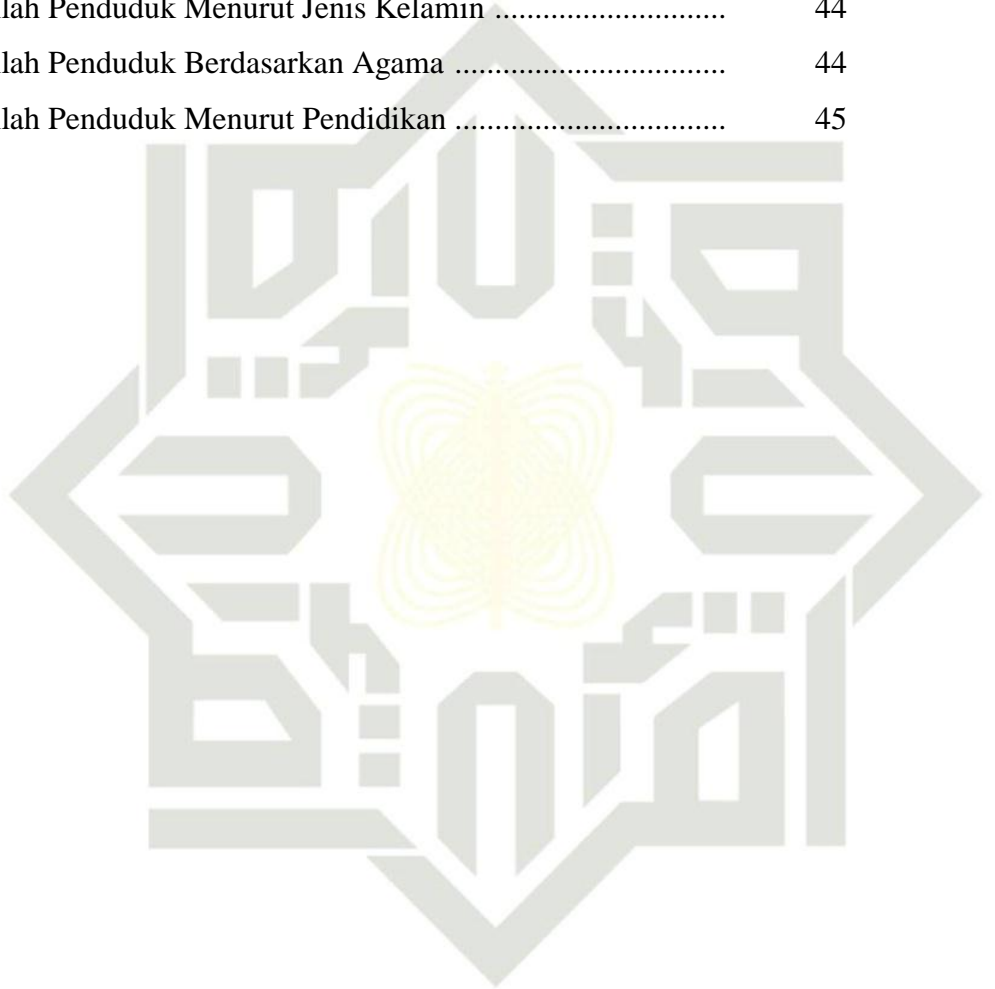 lah Penduduk Menurut Jenis Kelamin ............................. 44
lah Penduduk Berdasarkan Agama .................................. 44
lah Penduduk Menurut Pendidikan .................................. 45